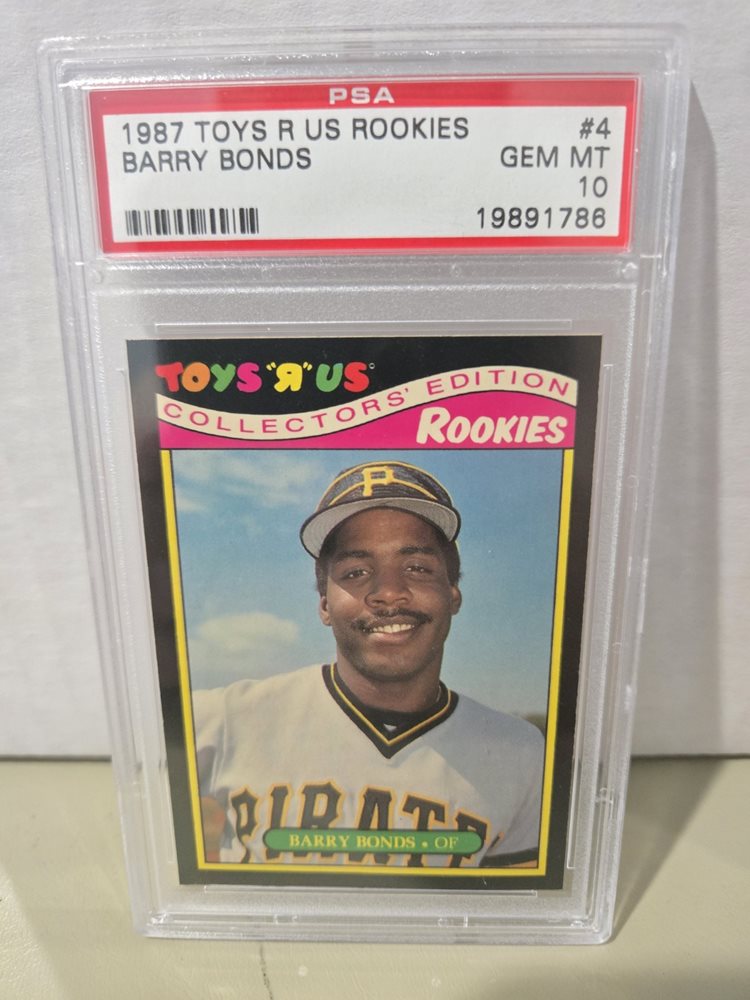 PSA
1987 TOYS R US ROOKIES #4
BARRY BONDS GEM MT
10
19891786
TOYS "R" US
COLLECTORS' EDITION
ROOKIES
P
PIRATE
BARRY BONDS • OF